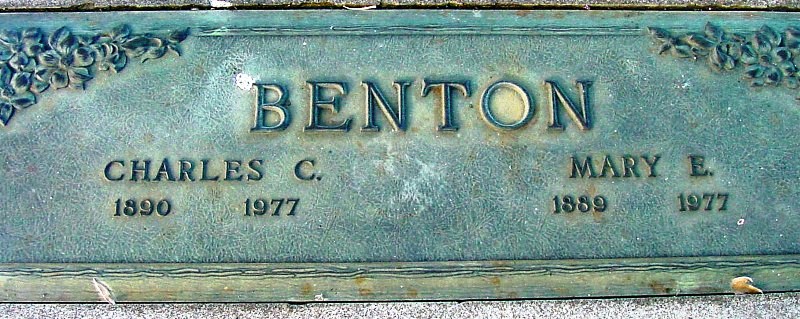 BENTON
CHARLES C. MARY E.
1890 1977 1889 1977